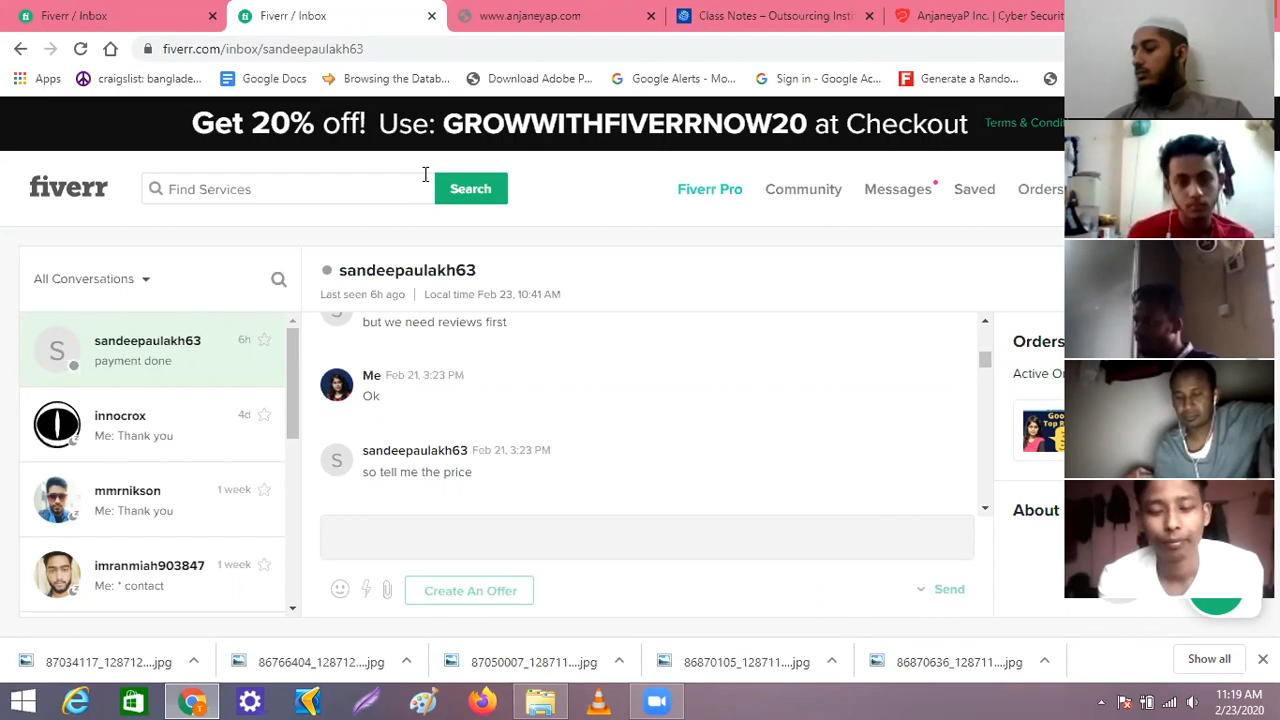 Fiverr / Inbox
Fiverr / Inbox
www.anjaneyap.com
Class Notes – Outsourcing Inst
AnjaneyaP Inc. | Cyber Securit
fiverr.com/inbox/sandeepaulakh63
Apps
craigslist: banglade...
Google Docs
Browsing the Datab...
Download Adobe P...
Google Alerts - Mo...
Sign in - Google Ac...
Generate a Rando...
Get 20% off! Use: GROWWITHFIVERRNOW20 at Checkout
Terms & Condi
fiverr
Find Services
Search
Fiverr Pro
Community
Messages
Saved
Orders
All Conversations
sandeepaulakh63
Last seen 6h ago
Local time Feb 23, 10:41 AM
S
sandeepaulakh63
6h
payment done
innocrox
4d
Me: Thank you
mmrnikson
1 week
Me: Thank you
imranmiah903847
1 week
Me: * contact
but we need reviews first
Me Feb 21, 3:23 PM
Ok
S
sandeepaulakh63 Feb 21, 3:23 PM
so tell me the price
Create An Offer
Send
Orders
Active Or
Goo
Top R
About
87034117_128712....jpg
86766404_128712....jpg
87050007_128711....jpg
86870105_128711....jpg
86870636_128711....jpg
Show all
11:19 AM
2/23/2020